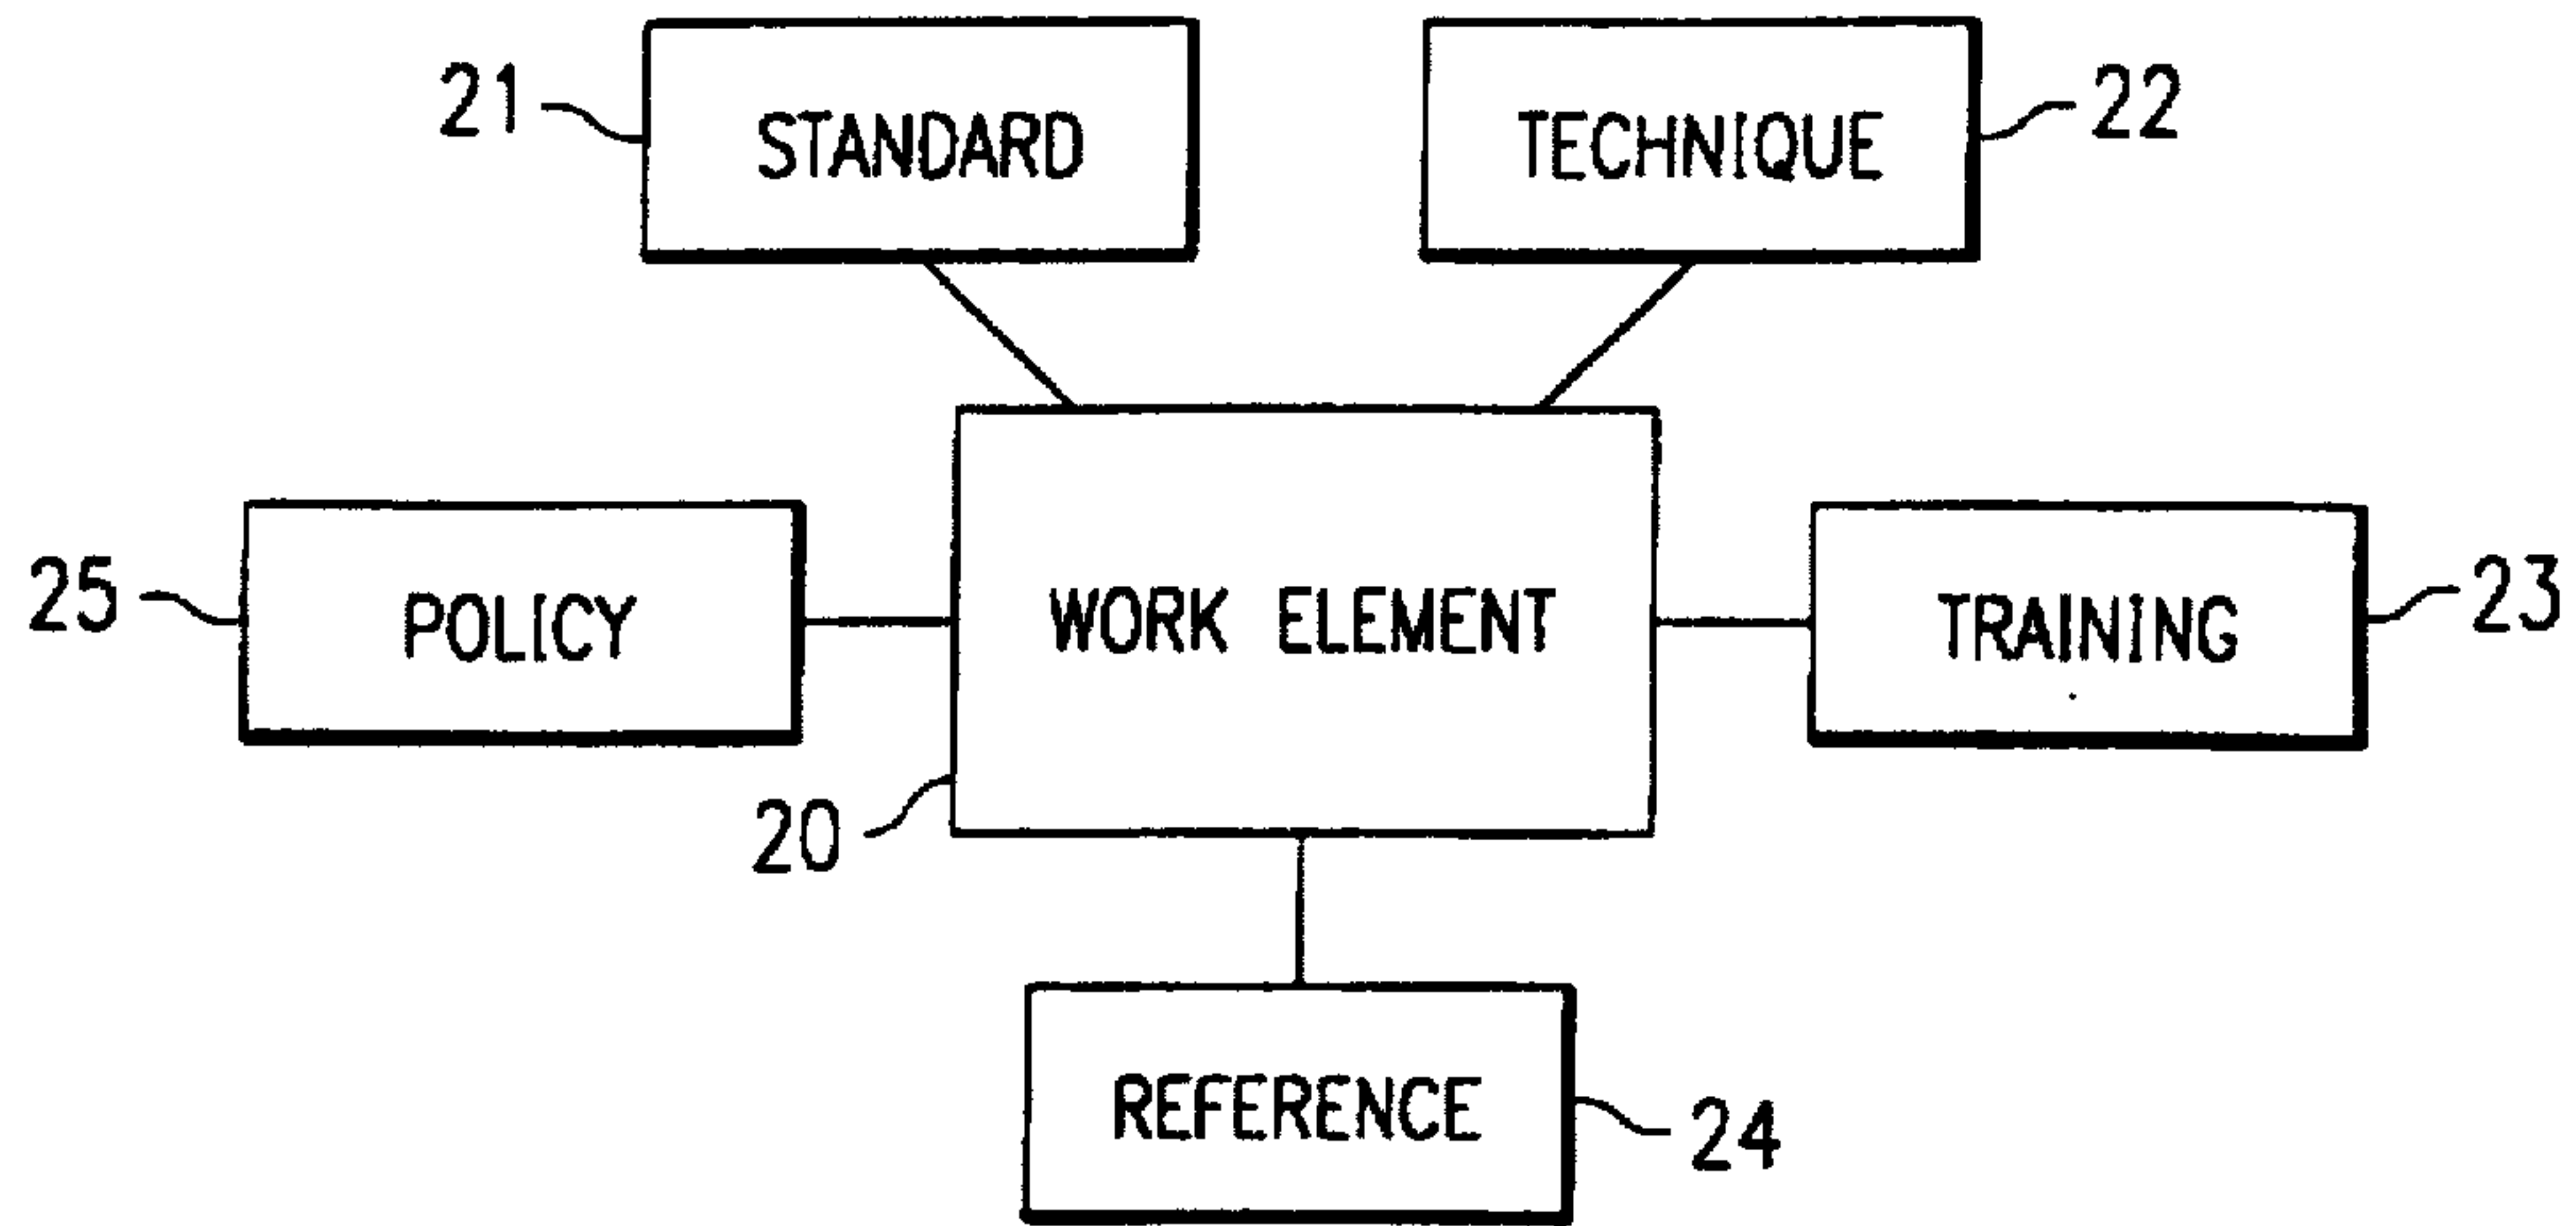 21 STANDARD
TECHNIQUE 22
25 POLICY
WORK ELEMENT
TRAINING 23
20
REFERENCE 24